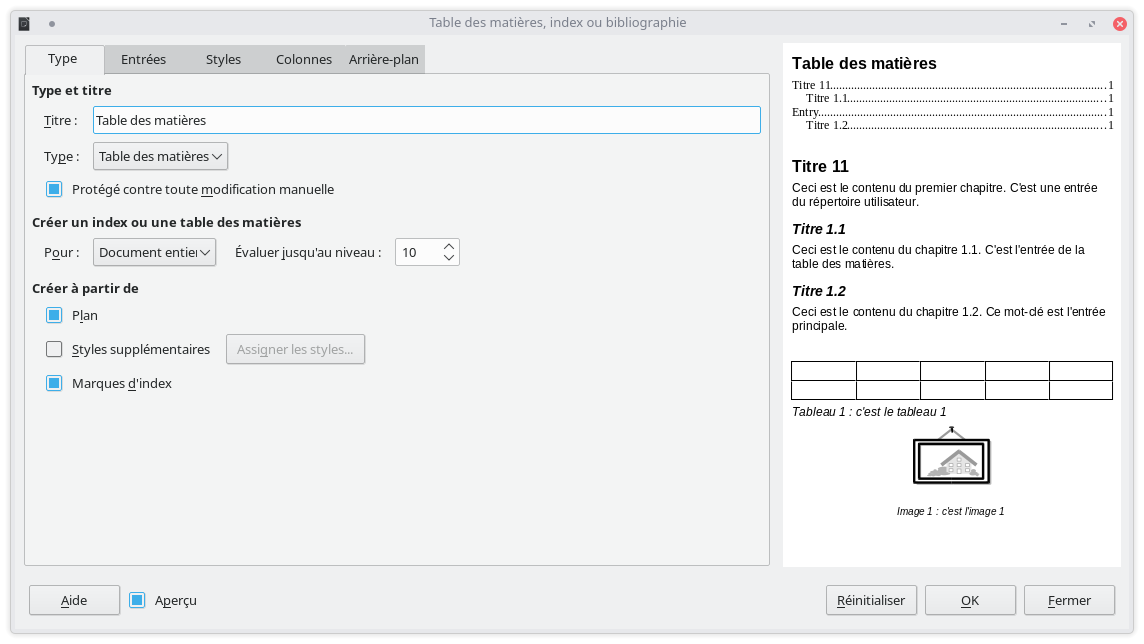 Table des matières, index ou bibliographie
Type
Entrées
Styles
Colonnes
Arrière-plan
Type et titre
Titre :
Table des matières
Type :
Table des matières
Protégé contre toute modification manuelle
Créer un index ou une table des matières
Pour :
Document entier
Évaluer jusqu'au niveau :
10
Créer à partir de
Plan
Styles supplémentaires
Assigner les styles...
Marques d'index
Table des matières
Titre 11 1
Titre 1.1 1
Entry 1
Titre 1.2 1
Titre 11
Ceci est le contenu du premier chapitre. C'est une entrée
du répertoire utilisateur.
Titre 1.1
Ceci est le contenu du chapitre 1.1. C'est l'entrée de la
table des matières.
Titre 1.2
Ceci est le contenu du chapitre 1.2. Ce mot-clé est l'entrée
principale.
Tableau 1 : c'est le tableau 1
Image 1 : c'est l'image 1
Aide
Aperçu
Réinitialiser
OK
Fermer